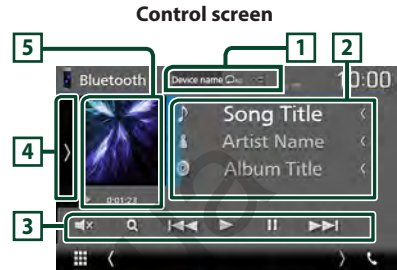 Control screen
5
1
2
Bluetooth
Device name
10:00
Song Title
Artist Name
Album Title
4
0:01:23
3